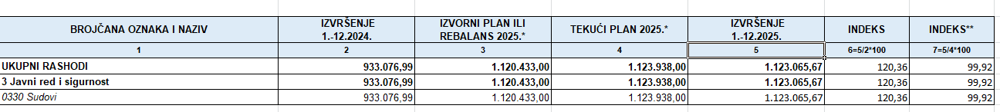 BROJČANA OZNAKA I NAZIV IZVRŠENJE 1.-12.2024. IZVORNI PLAN ILI REBALANS 2025.* TEKUĆI PLAN 2025.* IZVRŠENJE 1.-12.2025. INDEKS INDEKS**
1 2 3 4 5 6=5/2*100 7=5/4*100
UKUPNI RASHODI 933.076,99 1.120.433,00 1.123.938,00 1.123.065,67 120,36 99,92
3 Javni red i sigurnost 933.076,99 1.120.433,00 1.123.938,00 1.123.065,67 120,36 99,92
0330 Sudovi 933.076,99 1.120.433,00 1.123.938,00 1.123.065,67 120,36 99,92